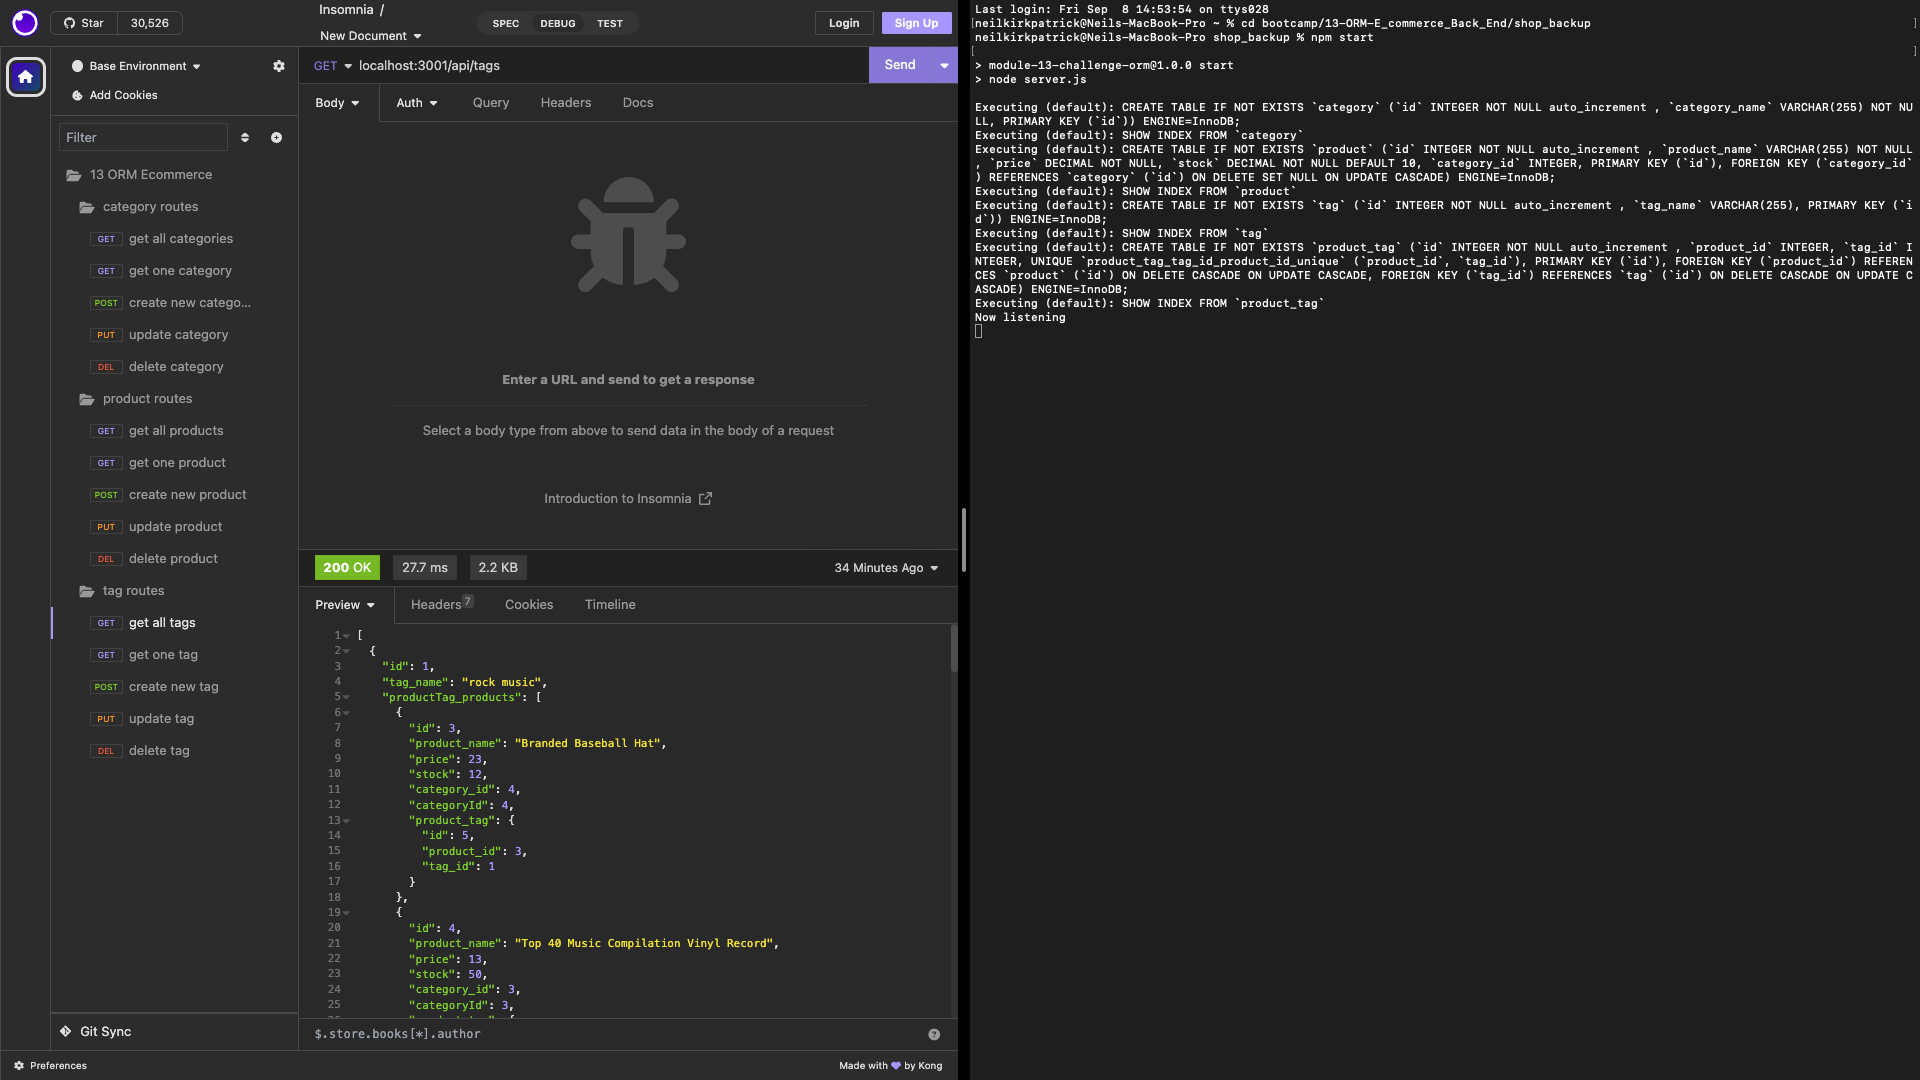 Star 30,526
Insomnia /
New Document
SPEC DEBUG TEST
Login
Sign Up
Base Environment
Add Cookies
Filter
13 ORM Ecommerce
category routes
GET get all categories
GET get one category
POST create new catego...
PUT update category
DEL delete category
product routes
GET get all products
GET get one product
POST create new product
PUT update product
DEL delete product
tag routes
GET get all tags
GET get one tag
POST create new tag
PUT update tag
DEL delete tag
Git Sync
Preferences
GET localhost:3001/api/tags
Send
Body Auth Query Headers Docs
Enter a URL and send to get a response
Select a body type from above to send data in the body of a request
Introduction to Insomnia
200 OK 27.7 ms 2.2 KB 34 Minutes Ago
Preview Headers 7 Cookies Timeline
1 [
2 {
3 "id": 1,
4 "tag_name": "rock music",
5 "productTag_products": [
6 {
7 "id": 3,
8 "product_name": "Branded Baseball Hat",
9 "price": 23,
10 "stock": 12,
11 "category_id": 4,
12 "categoryId": 4,
13 "product_tag": {
14 "id": 5,
15 "product_id": 3,
16 "tag_id": 1
17 }
18 },
19 {
20 "id": 4,
21 "product_name": "Top 40 Music Compilation Vinyl Record",
22 "price": 13,
23 "stock": 50,
24 "category_id": 3,
25 "categoryId": 3,
$.store.books[*].author
Made with 💜 by Kong
Last login: Fri Sep  8 14:53:54 on ttys028
[neilkirkpatrick@Neils-MacBook-Pro ~ % cd bootcamp/13-ORM-E_commerce_Back_End/shop_backup ]
neilkirkpatrick@Neils-MacBook-Pro shop_backup % npm start
[ ]
> module-13-challenge-orm@1.0.0 start
> node server.js
Executing (default): CREATE TABLE IF NOT EXISTS `category` (`id` INTEGER NOT NULL auto_increment , `category_name` VARCHAR(255) NOT NU
LL, PRIMARY KEY (`id`)) ENGINE=InnoDB;
Executing (default): SHOW INDEX FROM `category`
Executing (default): CREATE TABLE IF NOT EXISTS `product` (`id` INTEGER NOT NULL auto_increment , `product_name` VARCHAR(255) NOT NULL
, `price` DECIMAL NOT NULL, `stock` DECIMAL NOT NULL DEFAULT 10, `category_id` INTEGER, PRIMARY KEY (`id`), FOREIGN KEY (`category_id`
) REFERENCES `category` (`id`) ON DELETE SET NULL ON UPDATE CASCADE) ENGINE=InnoDB;
Executing (default): SHOW INDEX FROM `product`
Executing (default): CREATE TABLE IF NOT EXISTS `tag` (`id` INTEGER NOT NULL auto_increment , `tag_name` VARCHAR(255), PRIMARY KEY (`i
d`)) ENGINE=InnoDB;
Executing (default): SHOW INDEX FROM `tag`
Executing (default): CREATE TABLE IF NOT EXISTS `product_tag` (`id` INTEGER NOT NULL auto_increment , `product_id` INTEGER, `tag_id` I
NTEGER, UNIQUE `product_tag_tag_id_product_id_unique` (`product_id`, `tag_id`), PRIMARY KEY (`id`), FOREIGN KEY (`product_id`) REFEREN
CES `product` (`id`) ON DELETE CASCADE ON UPDATE CASCADE, FOREIGN KEY (`tag_id`) REFERENCES `tag` (`id`) ON DELETE CASCADE ON UPDATE C
ASCADE) ENGINE=InnoDB;
Executing (default): SHOW INDEX FROM `product_tag`
Now listening